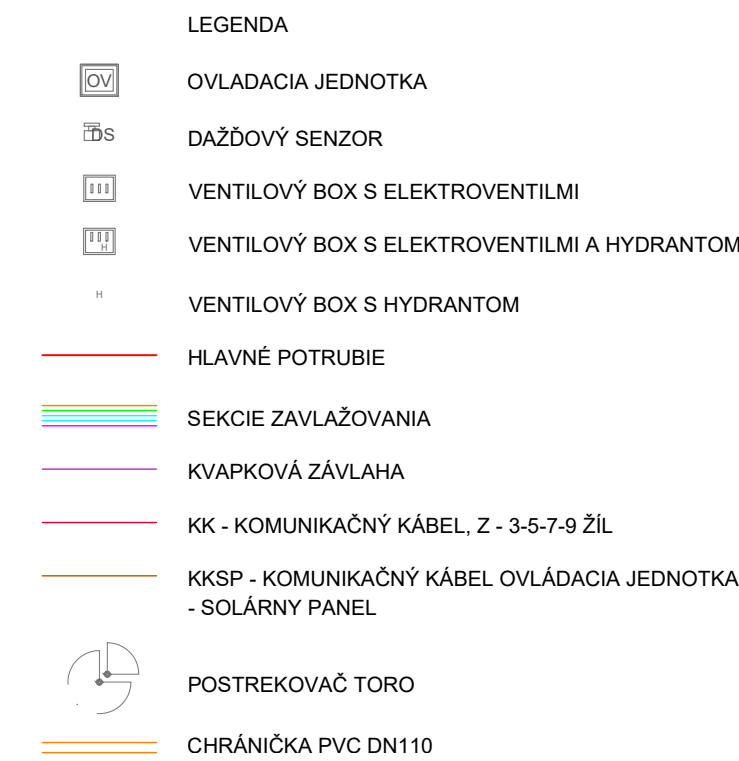 LEGENDA
OV OVLADACIA JEDNOTKA
DS DAŽĎOVÝ SENZOR
VENTILOVÝ BOX S ELEKTROVENTILMI
H VENTILOVÝ BOX S ELEKTROVENTILMI A HYDRANTOM
H VENTILOVÝ BOX S HYDRANTOM
HLAVNÉ POTRUBIE
SEKCIE ZAVLAŽOVANIA
KVAPKOVÁ ZÁVLAHA
KK - KOMUNIKAČNÝ KÁBEL, Z - 3-5-7-9 ŽÍL
KKSP - KOMUNIKAČNÝ KÁBEL OVLÁDACIA JEDNOTKA
- SOLÁRNY PANEL
POSTREKOVAČ TORO
CHRÁNIČKA PVC DN110